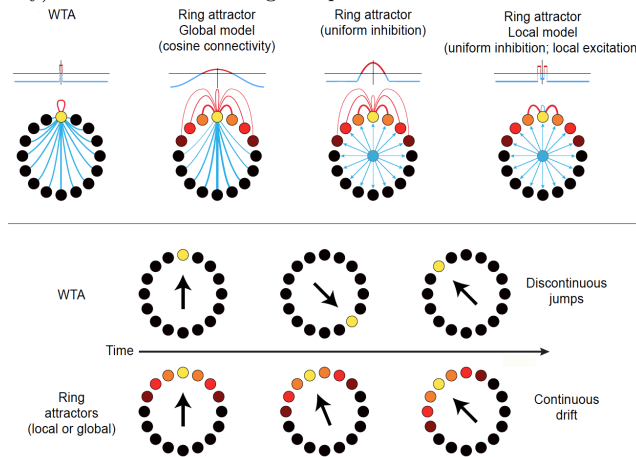 WTA
Ring attractor
Global model
(cosine connectivity)
Ring attractor
(uniform inhibition)
Ring attractor
Local model
(uniform inhibition; local excitation)
WTA
Discontinuous
jumps
Time
Ring
attractors
(local or global)
Continuous
drift